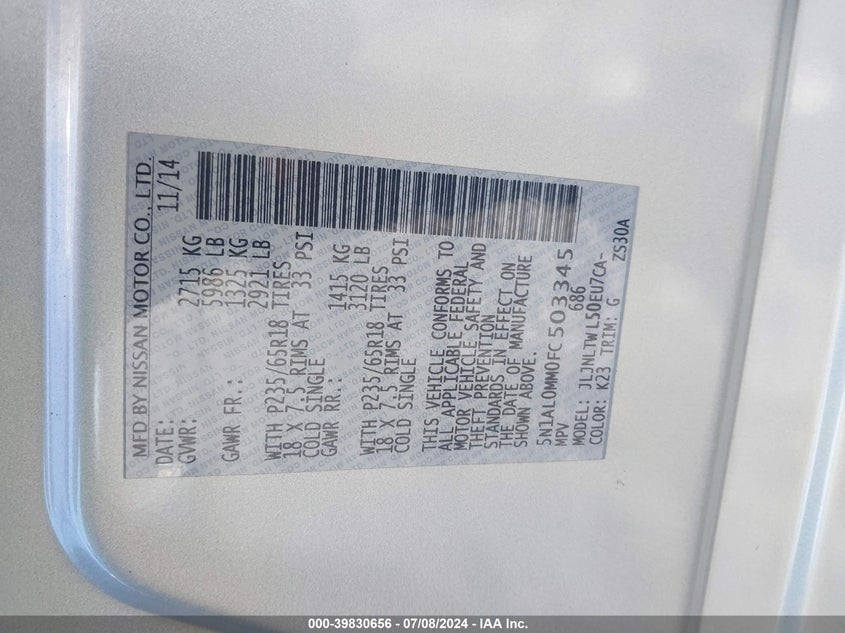 MFD BY NISSAN MOTOR CO., LTD.
DATE: 11/14
GVWR: 2715 KG
5986 LB
GAWR FR.: 1325 KG
2921 LB
WITH P235/65R18 TIRES
18 X 7.5 RIMS AT 33 PSI
COLD SINGLE
GAWR RR.: 1415 KG
3120 LB
WITH P235/65R18 TIRES
18 X 7.5 RIMS AT 33 PSI
COLD SINGLE
THIS VEHICLE CONFORMS TO
ALL APPLICABLE FEDERAL
MOTOR VEHICLE SAFETY AND
THEFT PREVENTION
STANDARDS IN EFFECT ON
THE DATE OF MANUFACTURE
SHOWN ABOVE.
5N1AL0MM0FC503345
MPV 686
MODEL: JLJNLTWL50EU7CA-
COLOR: K23 TRIM: G ZS30A
000-39830656 - 07/08/2024 - IAA Inc.